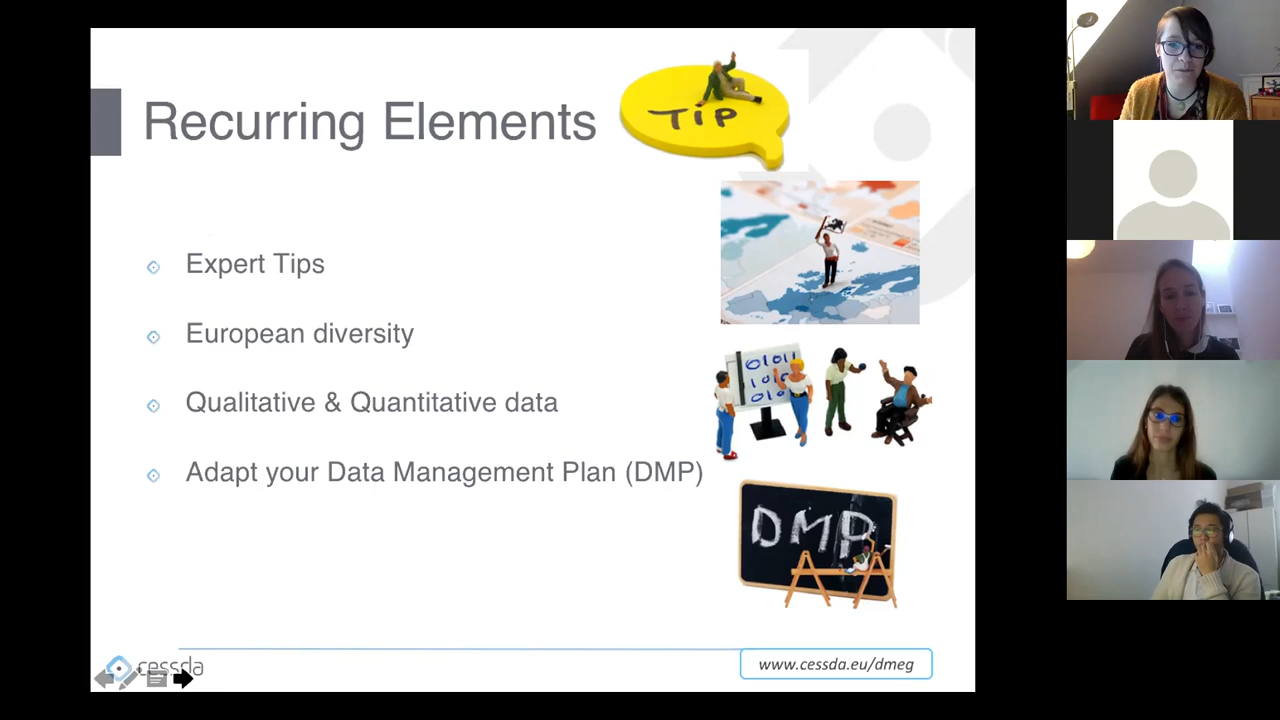 Recurring Elements
TIP
Expert Tips
European diversity
Qualitative & Quantitative data
Adapt your Data Management Plan (DMP)
DMP
cessda
www.cessda.eu/dmeg